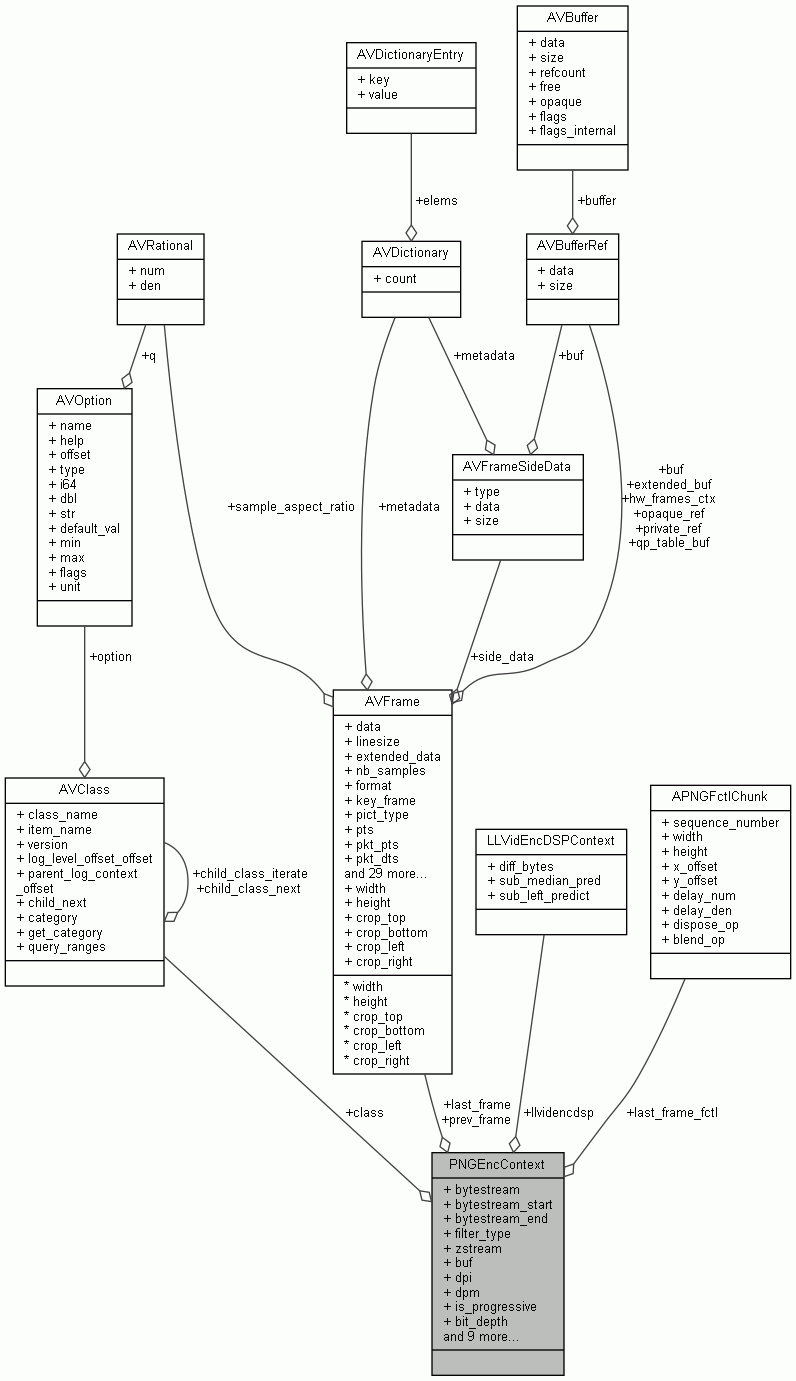 AVBuffer
+ data
+ size
+ refcount
+ free
+ opaque
+ flags
+ flags_internal
AVDictionaryEntry
+ key
+ value
+elems
+buffer
AVRational
+ num
+ den
AVDictionary
+ count
AVBufferRef
+ data
+ size
+q
+metadata
+buf
AVOption
+ name
+ help
+ offset
+ type
+ i64
+ dbl
+ str
+ default_val
+ min
+ max
+ flags
+ unit
AVFrameSideData
+ type
+ data
+ size
+sample_aspect_ratio
+metadata
+buf
+extended_buf
+hw_frames_ctx
+opaque_ref
+private_ref
+qp_table_buf
+option
+side_data
AVFrame
+ data
+ linesize
+ extended_data
+ nb_samples
+ format
+ key_frame
+ pict_type
+ pts
+ pkt_pts
+ pkt_dts
and 29 more...
+ width
+ height
+ crop_top
+ crop_bottom
+ crop_left
+ crop_right
* width
* height
* crop_top
* crop_bottom
* crop_left
* crop_right
AVClass
+ class_name
+ item_name
+ version
+ log_level_offset_offset
+ parent_log_context
_offset
+ child_next
+ category
+ get_category
+ query_ranges
+child_class_iterate
+child_class_next
LLVidEncDSPContext
+ diff_bytes
+ sub_median_pred
+ sub_left_predict
APNGFctlChunk
+ sequence_number
+ width
+ height
+ x_offset
+ y_offset
+ delay_num
+ delay_den
+ dispose_op
+ blend_op
+class
+last_frame
+prev_frame
+llvidencdsp
+last_frame_fctl
PNGEncContext
+ bytestream
+ bytestream_start
+ bytestream_end
+ filter_type
+ zstream
+ buf
+ dpi
+ dpm
+ is_progressive
+ bit_depth
and 9 more...